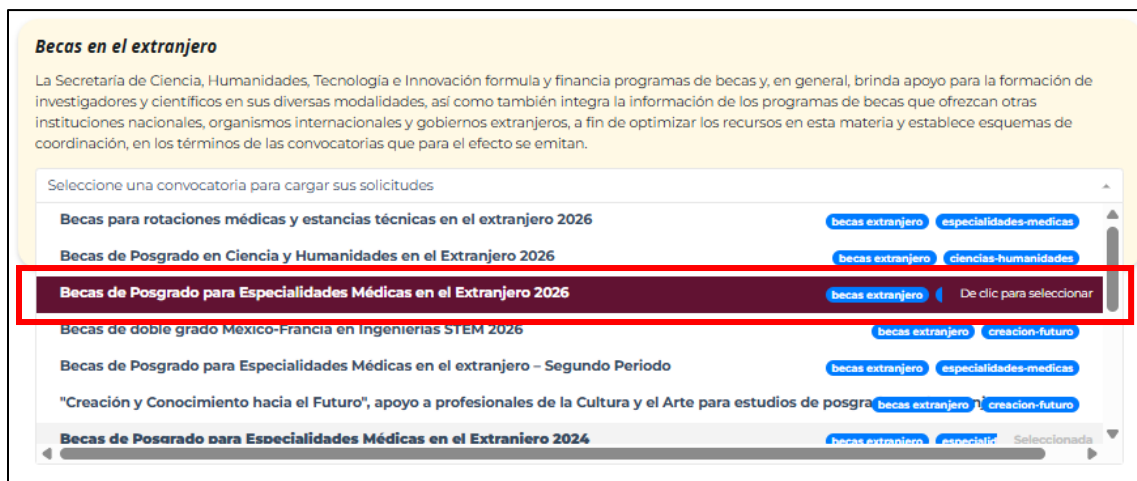 Becas en el extranjero
La Secretaría de Ciencia, Humanidades, Tecnología e Innovación formula y financia programas de becas y, en general, brinda apoyo para la formación de
investigadores y científicos en sus diversas modalidades, así como también integra la información de los programas de becas que ofrezcan otras
instituciones nacionales, organismos internacionales y gobiernos extranjeros, a fin de optimizar los recursos en esta materia y establece esquemas de
coordinación, en los términos de las convocatorias que para el efecto se emitan.
Seleccione una convocatoria para cargar sus solicitudes
Becas para rotaciones médicas y estancias técnicas en el extranjero 2026 becas extranjero especialidades-medicas
Becas de Posgrado en Ciencia y Humanidades en el Extranjero 2026 becas extranjero ciencias-humanidades
Becas de Posgrado para Especialidades Médicas en el Extranjero 2026 becas extranjero De clic para seleccionar
Becas de doble grado México-Francia en Ingenierías STEM 2026 becas extranjero creacion-futuro
Becas de Posgrado para Especialidades Médicas en el extranjero – Segundo Periodo becas extranjero especialidades-medicas
"Creación y Conocimiento hacia el Futuro", apoyo a profesionales de la Cultura y el Arte para estudios de posgra becas extranjero creacion-futuro
Becas de Posgrado para Especialidades Médicas en el Extranjero 2024 becas extranjero Seleccionada